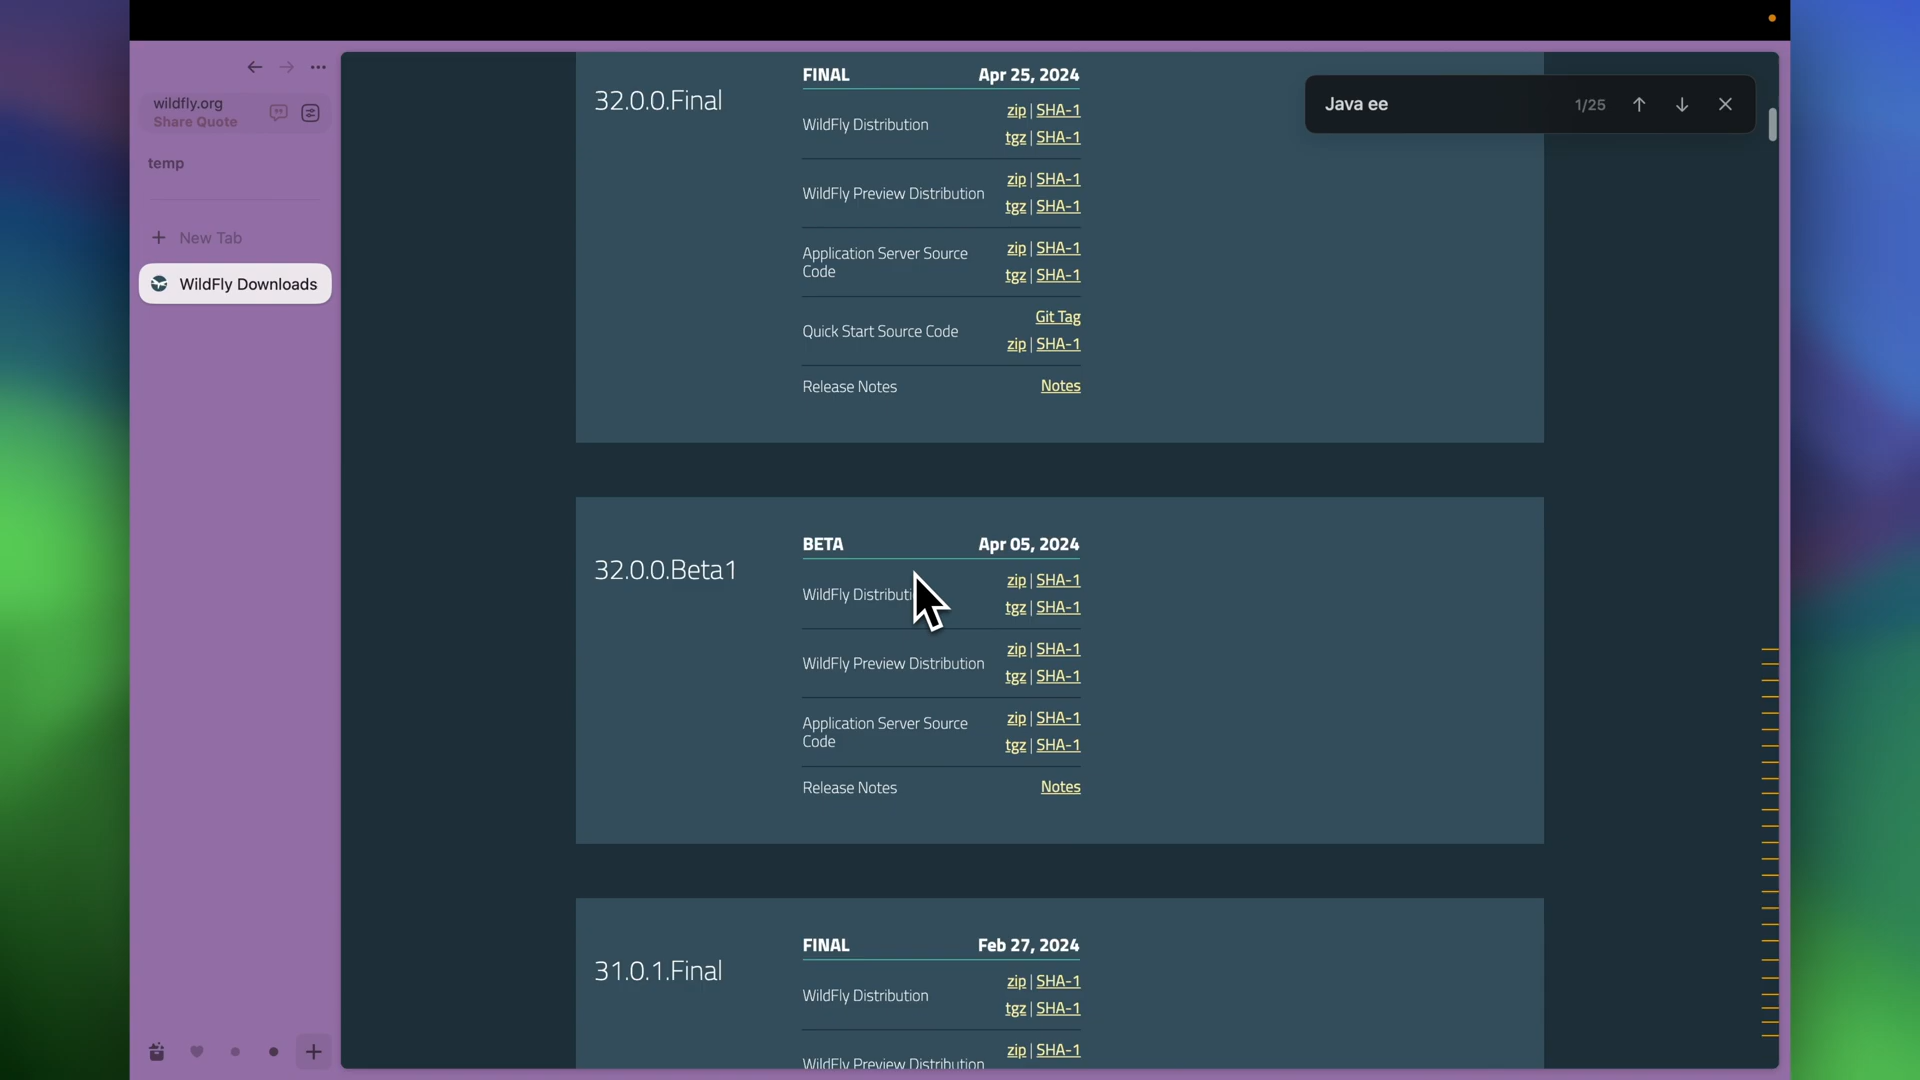 wildfly.org
Share Quote
temp
New Tab
WildFly Downloads
Java ee
1/25
32.0.0.Final
FINAL Apr 25, 2024
WildFly Distribution
zip | SHA-1
tgz | SHA-1
WildFly Preview Distribution
zip | SHA-1
tgz | SHA-1
Application Server Source
Code
zip | SHA-1
tgz | SHA-1
Quick Start Source Code
Git Tag
zip | SHA-1
Release Notes Notes
32.0.0.Beta1
BETA Apr 05, 2024
WildFly Distributi
zip | SHA-1
tgz | SHA-1
WildFly Preview Distribution
zip | SHA-1
tgz | SHA-1
Application Server Source
Code
zip | SHA-1
tgz | SHA-1
Release Notes Notes
31.0.1.Final
FINAL Feb 27, 2024
WildFly Distribution
zip | SHA-1
tgz | SHA-1
WildFly Preview Distribution
zip | SHA-1